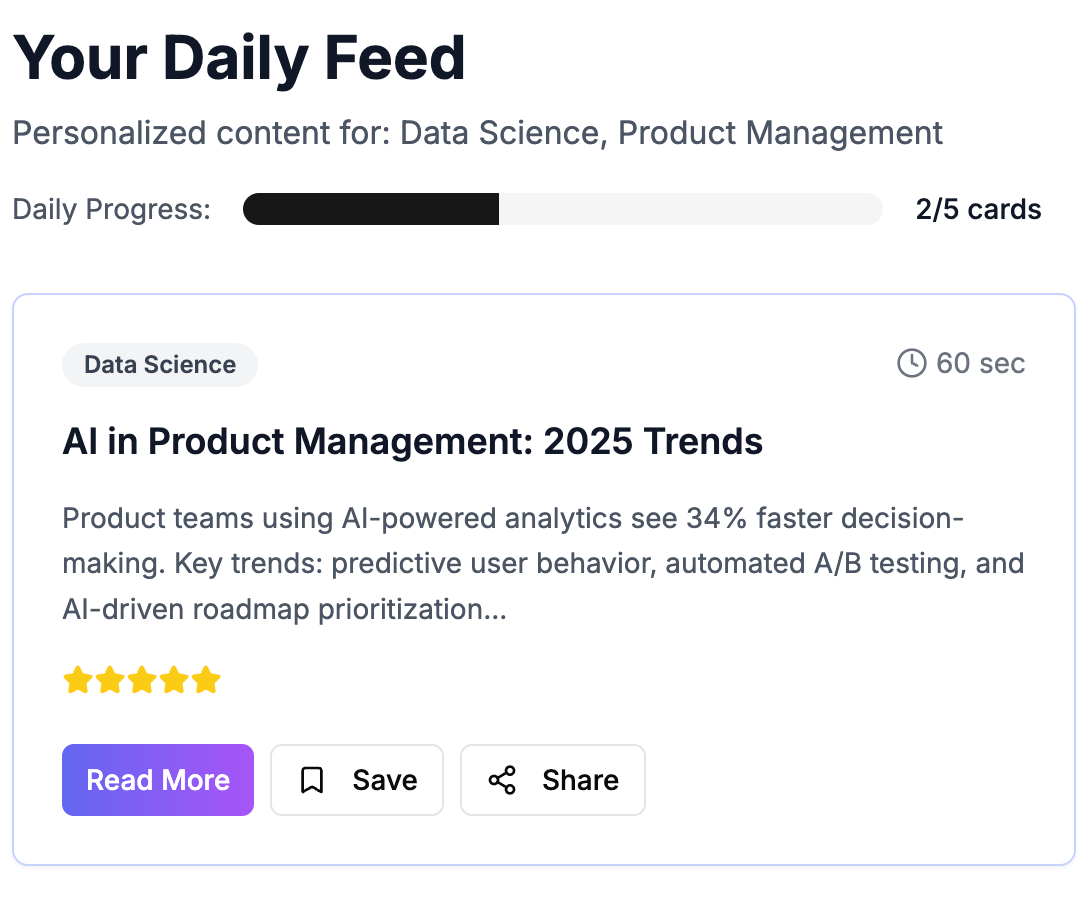 Your Daily Feed
Personalized content for: Data Science, Product Management
Daily Progress: 2/5 cards
Data Science 60 sec
AI in Product Management: 2025 Trends
Product teams using AI-powered analytics see 34% faster decision-
making. Key trends: predictive user behavior, automated A/B testing, and
AI-driven roadmap prioritization...
Read More Save Share